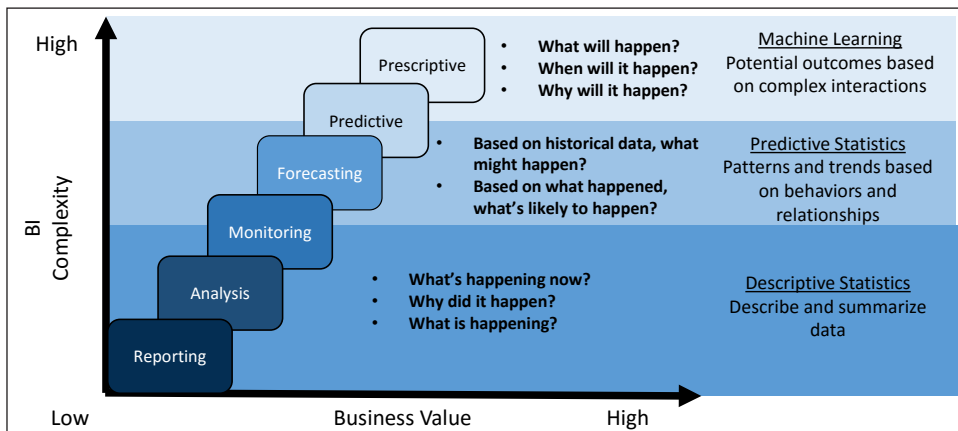 High
Prescriptive
• What will happen?
• When will it happen?
• Why will it happen?
Machine Learning
Potential outcomes based
on complex interactions
Predictive
Forecasting
• Based on historical data, what
might happen?
• Based on what happened,
what's likely to happen?
Predictive Statistics
Patterns and trends based
on behaviors and
relationships
BI
Complexity
Monitoring
Analysis
• What's happening now?
• Why did it happen?
• What is happening?
Descriptive Statistics
Describe and summarize
data
Reporting
Low
Business Value
High